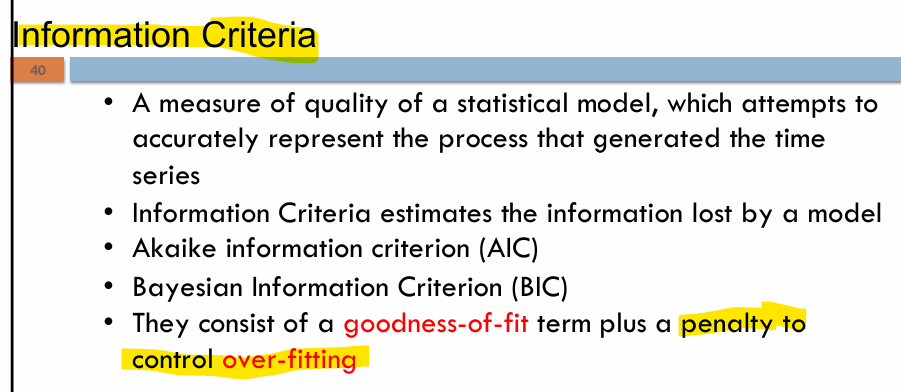 Information Criteria
40
• A measure of quality of a statistical model, which attempts to
accurately represent the process that generated the time
series
• Information Criteria estimates the information lost by a model
• Akaike information criterion (AIC)
• Bayesian Information Criterion (BIC)
• They consist of a goodness-of-fit term plus a penalty to
control over-fitting